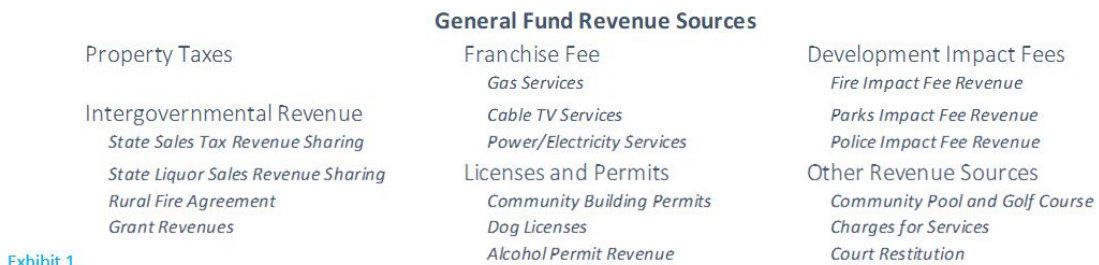 General Fund Revenue Sources
Property Taxes
Intergovernmental Revenue
State Sales Tax Revenue Sharing
State Liquor Sales Revenue Sharing
Rural Fire Agreement
Grant Revenues
Franchise Fee
Gas Services
Cable TV Services
Power/Electricity Services
Licenses and Permits
Community Building Permits
Dog Licenses
Alcohol Permit Revenue
Development Impact Fees
Fire Impact Fee Revenue
Parks Impact Fee Revenue
Police Impact Fee Revenue
Other Revenue Sources
Community Pool and Golf Course
Charges for Services
Court Restitution
Exhibit 1